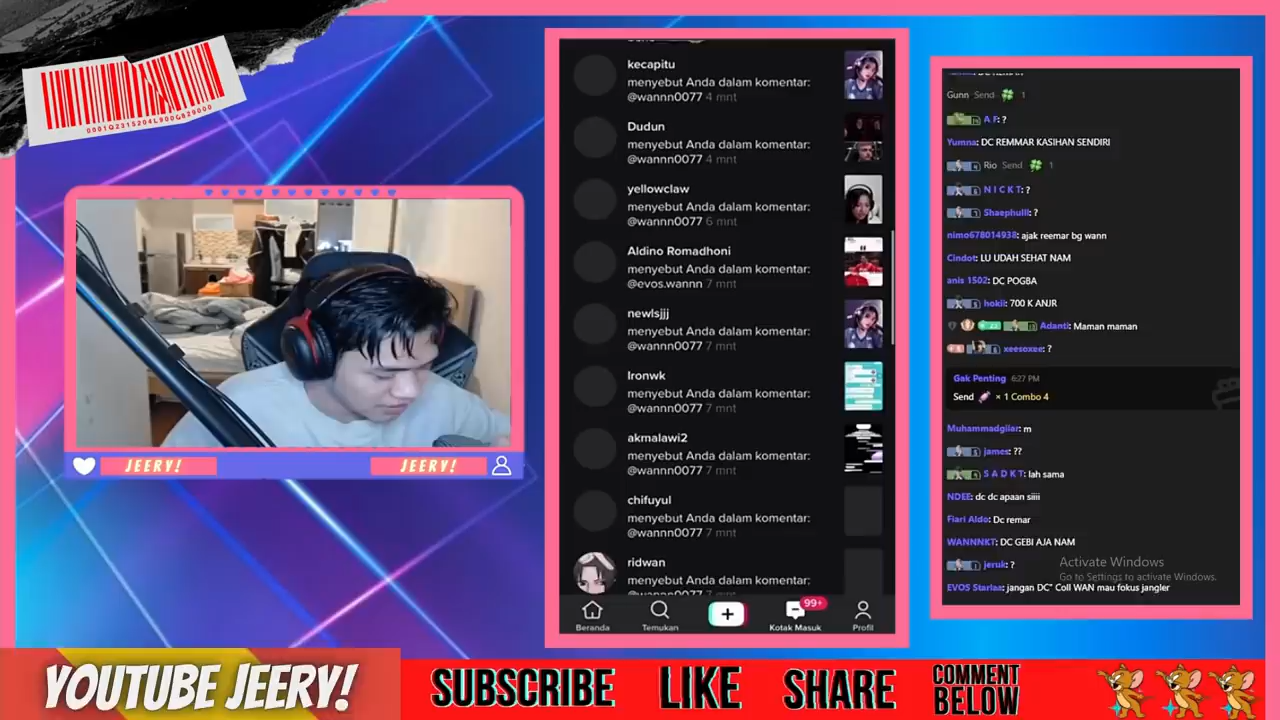 0001Q2315204L900G829000
JEERY!
JEERY!
kecapitu
menyebut Anda dalam komentar:
@wannn0077 4 mnt
Dudun
menyebut Anda dalam komentar:
@wannn0077 4 mnt
yellowclaw
menyebut Anda dalam komentar:
@wannn0077 6 mnt
Aldino Romadhoni
menyebut Anda dalam komentar:
@evos.wannn 7 mnt
newlsjjj
menyebut Anda dalam komentar:
@wannn0077 7 mnt
Ironwk
menyebut Anda dalam komentar:
@wannn0077 7 mnt
akmalawi2
menyebut Anda dalam komentar:
@wannn0077 7 mnt
chifuyul
menyebut Anda dalam komentar:
@wannn0077 7 mnt
ridwan
menyebut Anda dalam komentar:
@wannn0077 7 mnt
99+
Beranda
Temukan
Kotak Masuk
Profil
Gunn Send 1
A F: ?
Yumna: DC REMMAR KASIHAN SENDIRI
Rio Send 1
N I C K T: ?
Shaephulll: ?
nimo678014938: ajak reemar bg wann
Cindot: LU UDAH SEHAT NAM
anis 1502: DC POGBA
hokii: 700 K ANJR
Adanti: Maman maman
xeesoxee: ?
Gak Penting 6:27 PM
Send × 1 Combo 4
Muhammadgilar: m
james: ??
S A D K T: lah sama
NDEE: dc dc apaan siiii
Fiari Aldo: Dc remar
WANNNKT: DC GEBI AJA NAM
jeruk: ?
Activate Windows
Go to Settings to activate Windows.
EVOS Starlax: jangan DC" Coll WAN mau fokus jangler
YOUTUBE JEERY!
SUBSCRIBE
LIKE
SHARE
COMMENT
BELOW